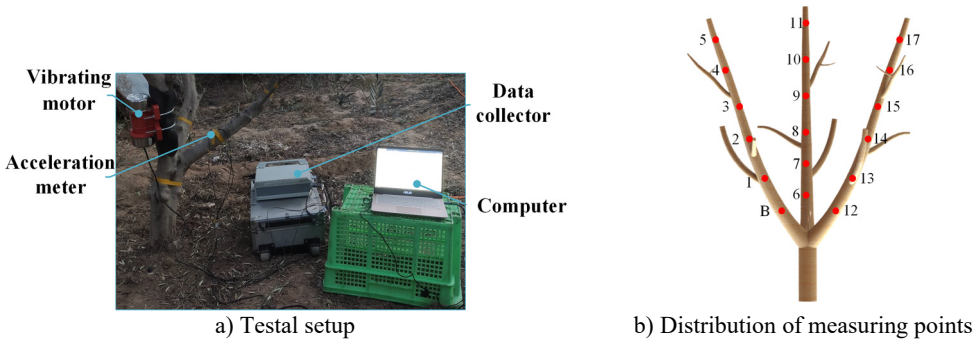 Vibrating
motor
Acceleration
meter
Data
collector
Computer
a) Testal setup
11
5
17
10
4
16
9
3
15
8
2
14
7
1
13
6
B
12
b) Distribution of measuring points